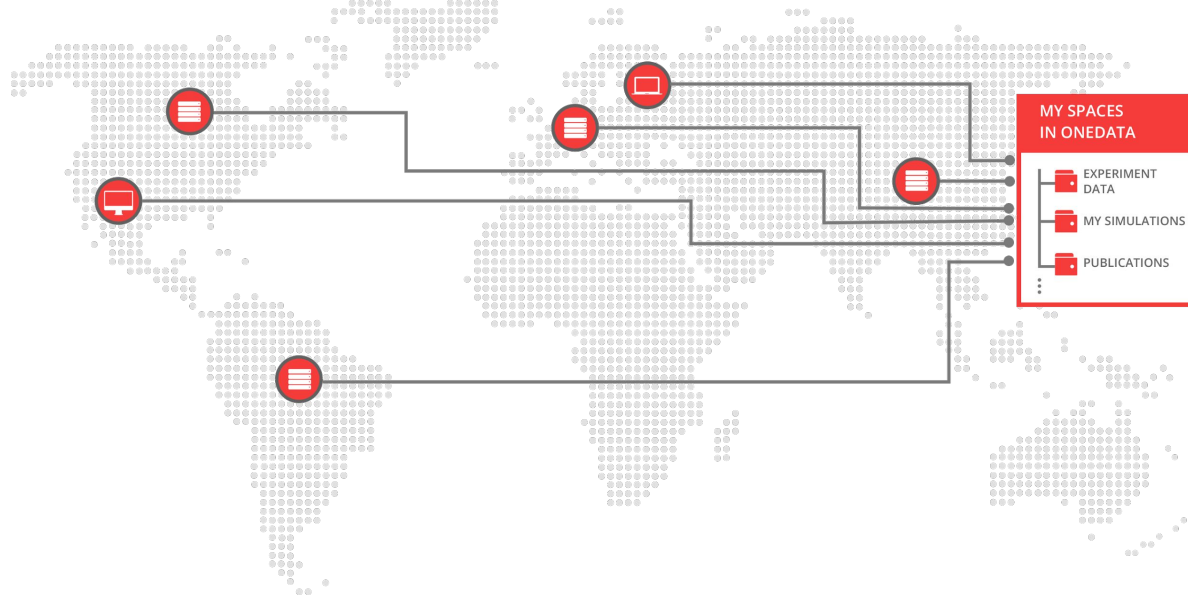 MY SPACES
IN ONEDATA
EXPERIMENT
DATA
MY SIMULATIONS
PUBLICATIONS